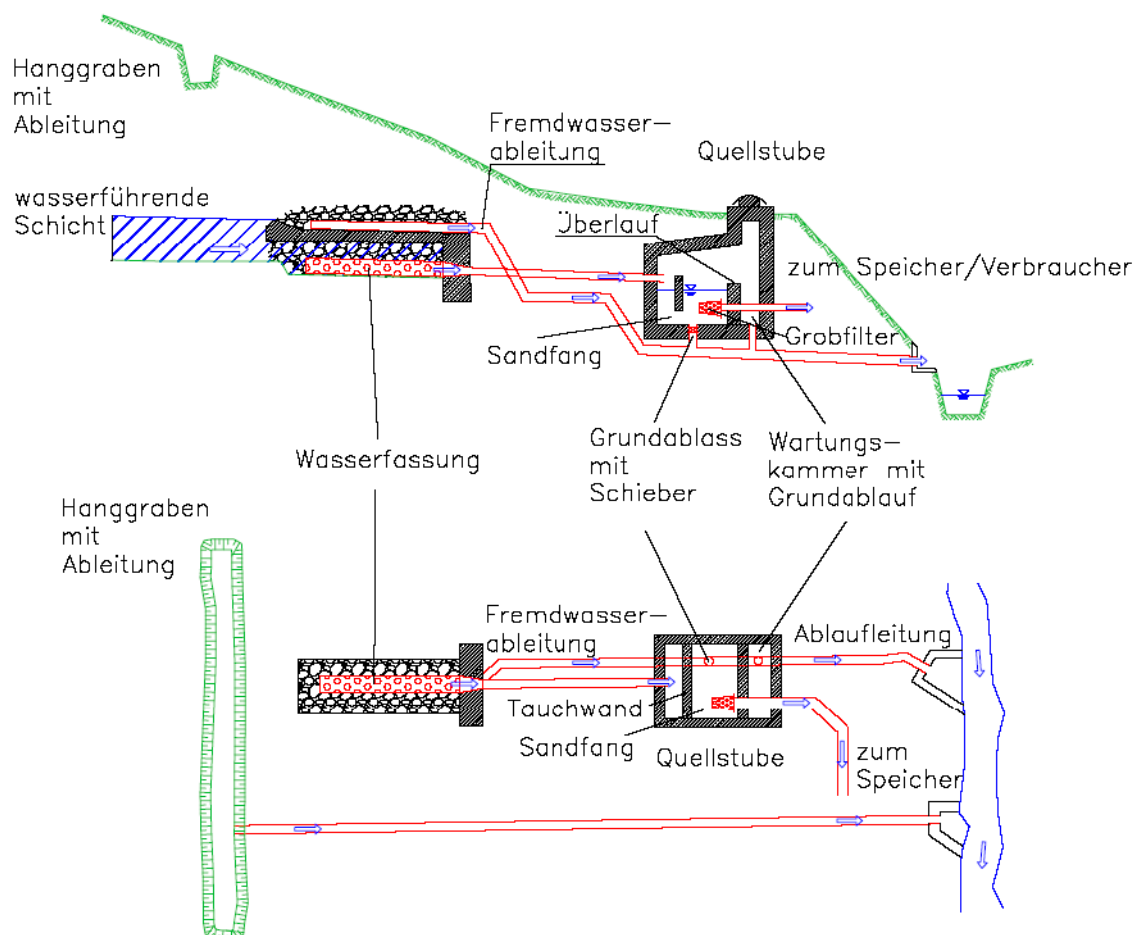 Hanggraben
mit
Ableitung
Fremdwasser-
ableitung
Quellstube
wasserführende
Schicht
Überlauf
zum Speicher/Verbraucher
Sandfang
Grobfilter
Wasserfassung
Grundablass
mit
Schieber
Wartungs-
kammer mit
Grundablauf
Hanggraben
mit
Ableitung
Fremdwasser-
ableitung
Ablaufleitung
Tauchwand
Sandfang
Quellstube
zum
Speicher